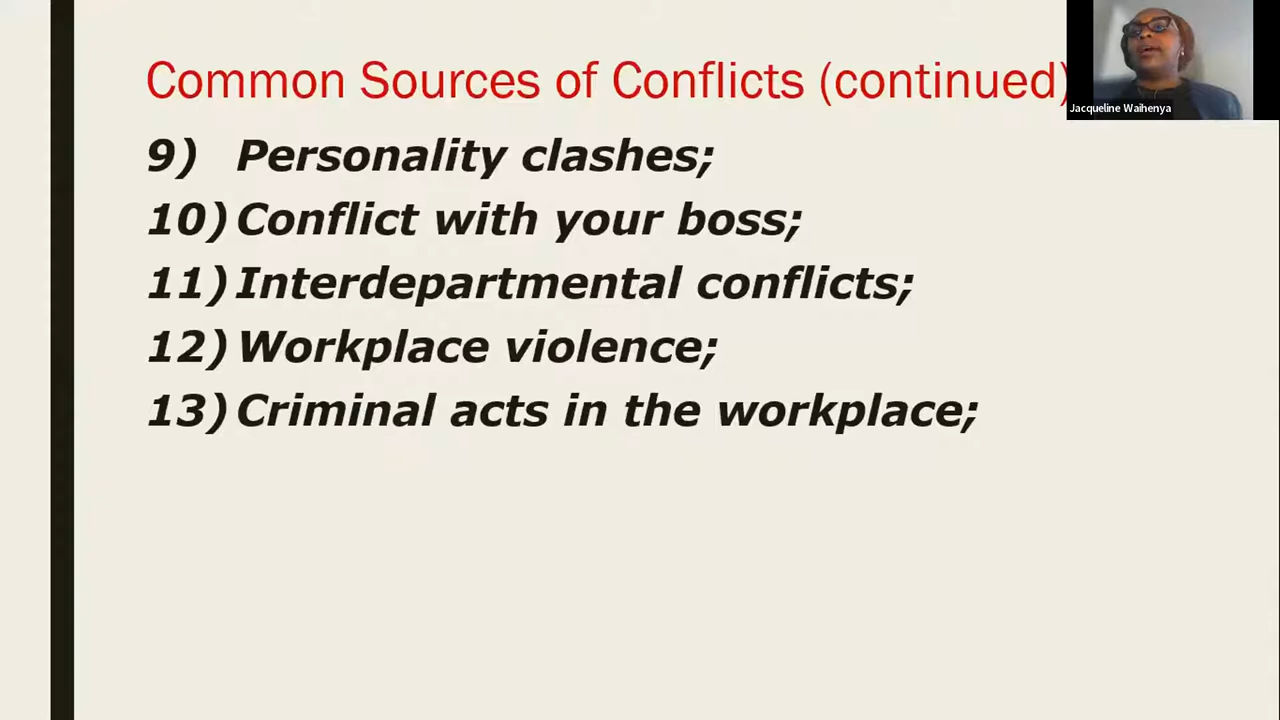 Common Sources of Conflicts (continued)
Jacqueline Waihenya
9) Personality clashes;
10) Conflict with your boss;
11) Interdepartmental conflicts;
12) Workplace violence;
13) Criminal acts in the workplace;